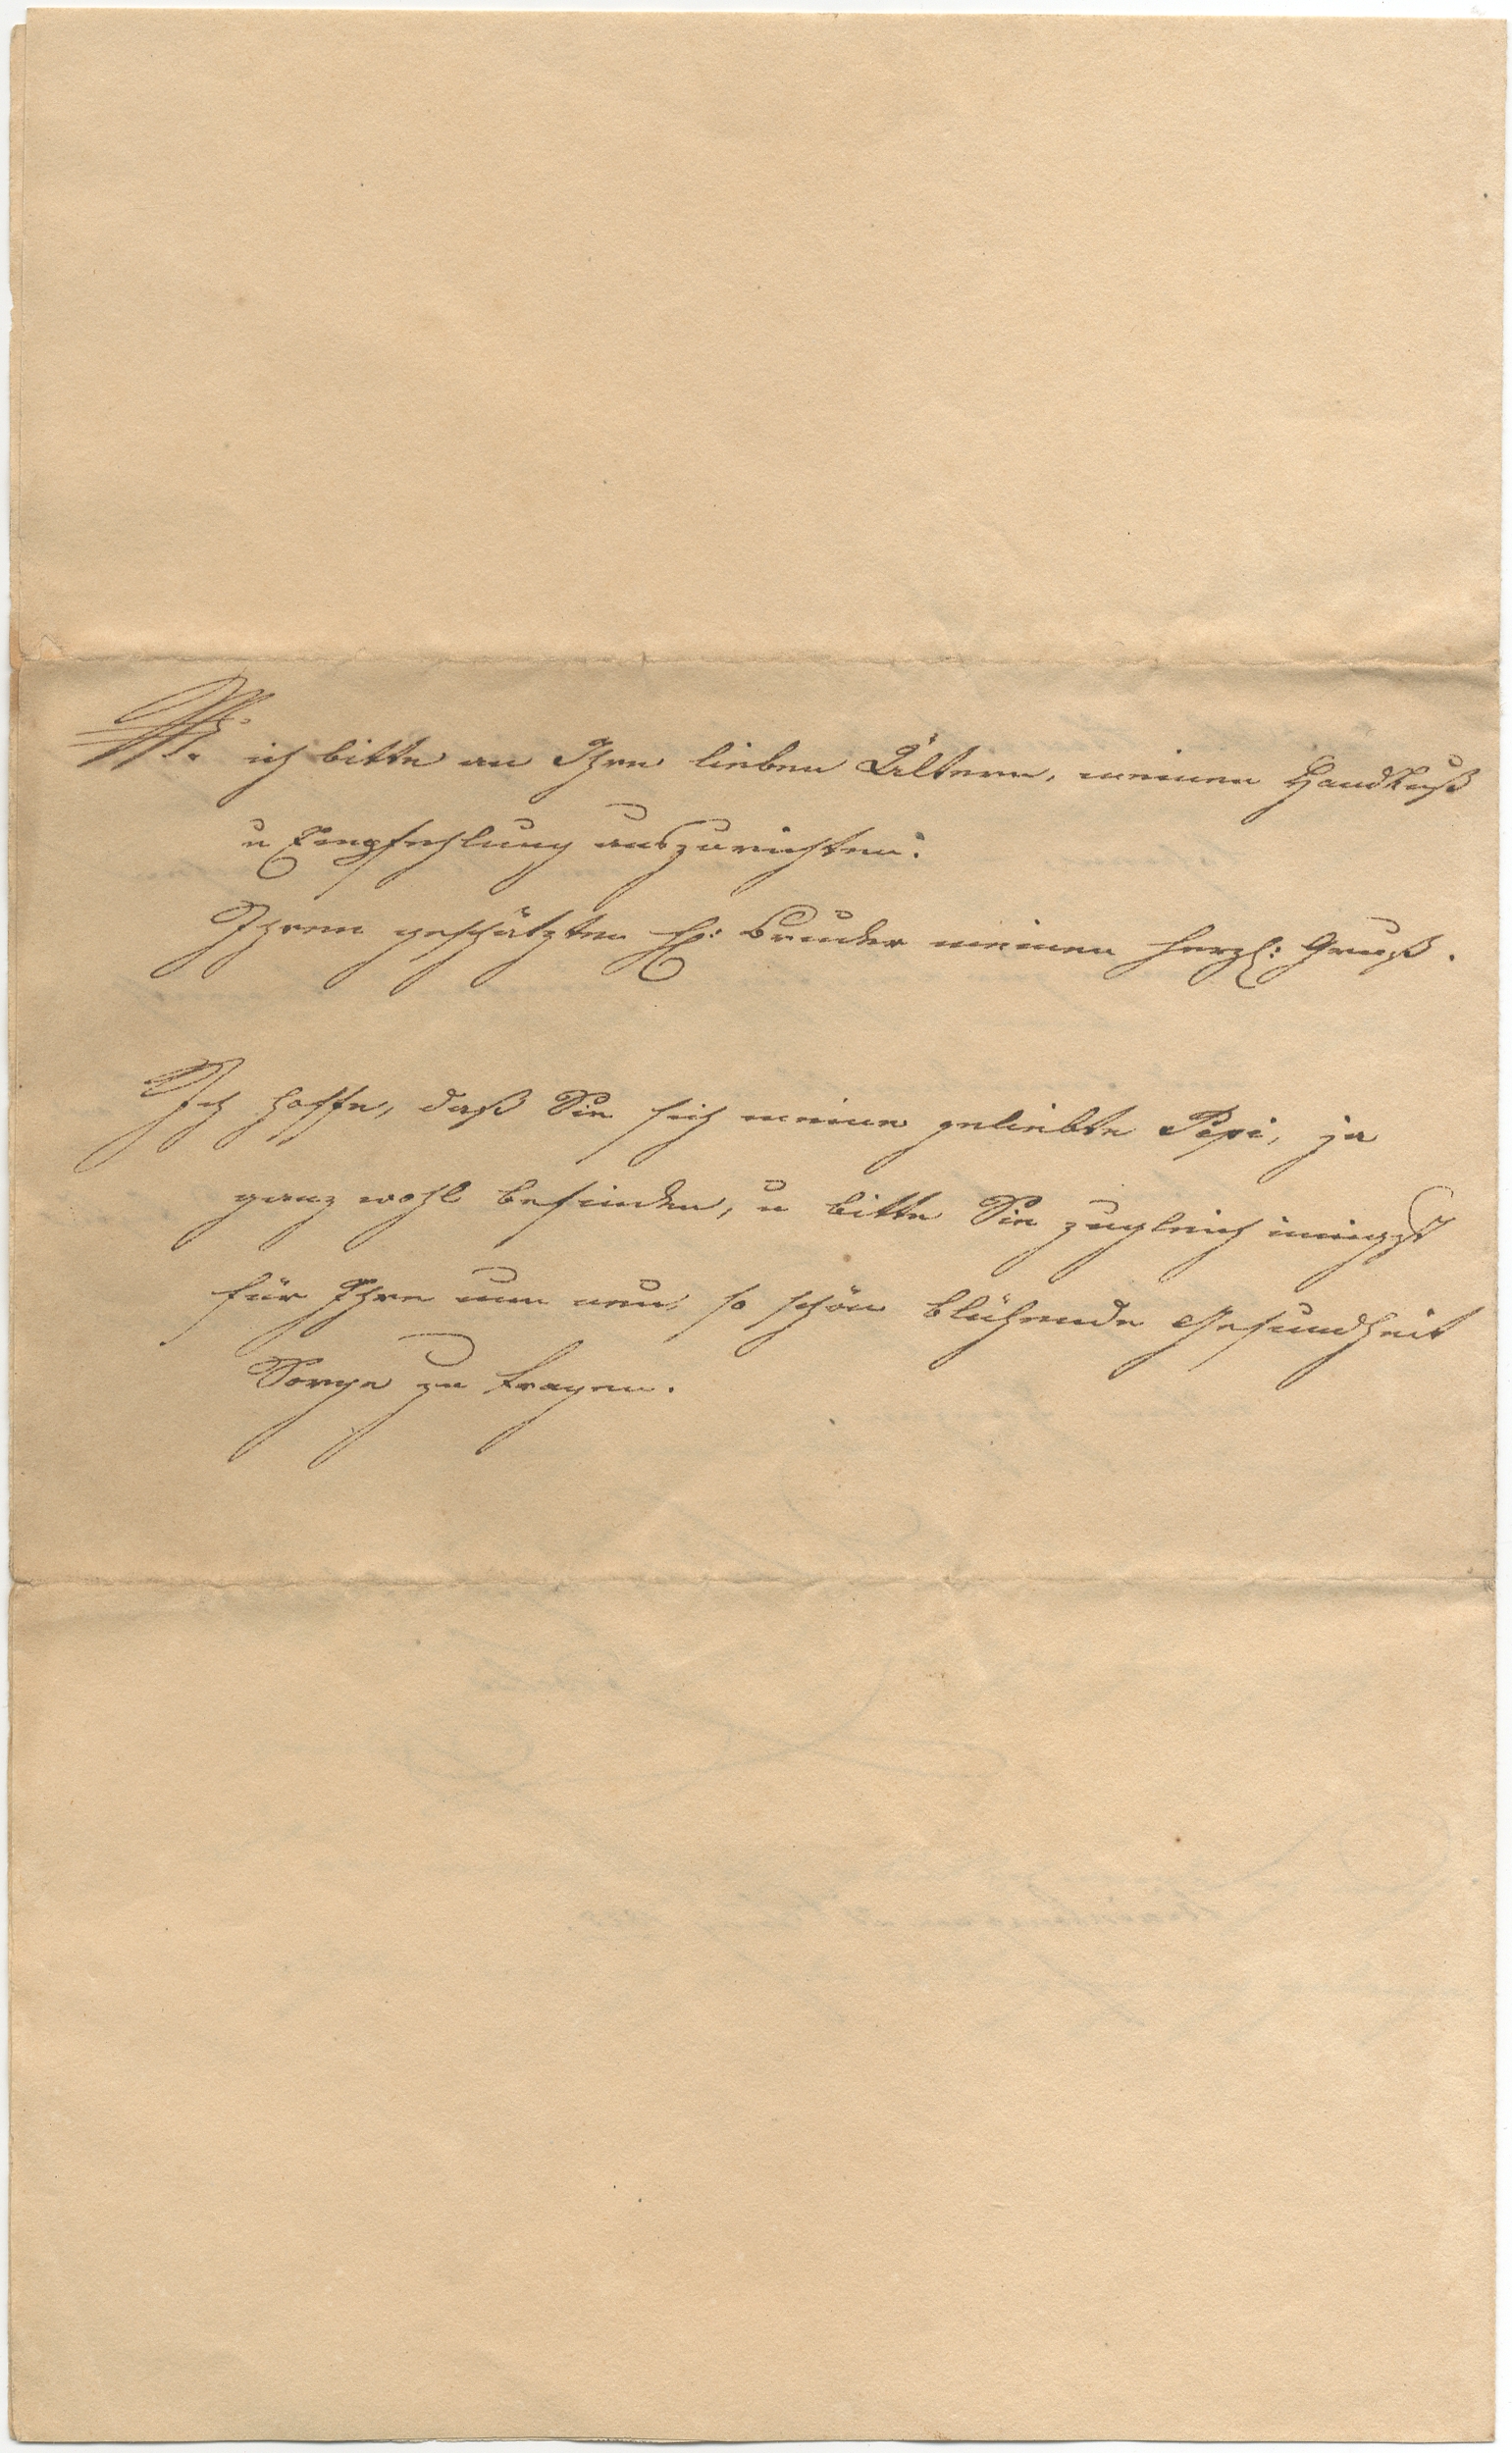 NB. ich bitte an Ihre lieben Ältern, meinen Handkuß
u Empfehlung auszurichten.
Ihrem geschätzten H: Bruder meinen herzl: Gruß.
Ich hoffe, daß Sie sich meine geliebte Pepi, ja
ganz wohl befinden, u bitte Sie zugleich innigst
für Ihre nun neu, so schön blühende Gesundheit
Sorge zu tragen.